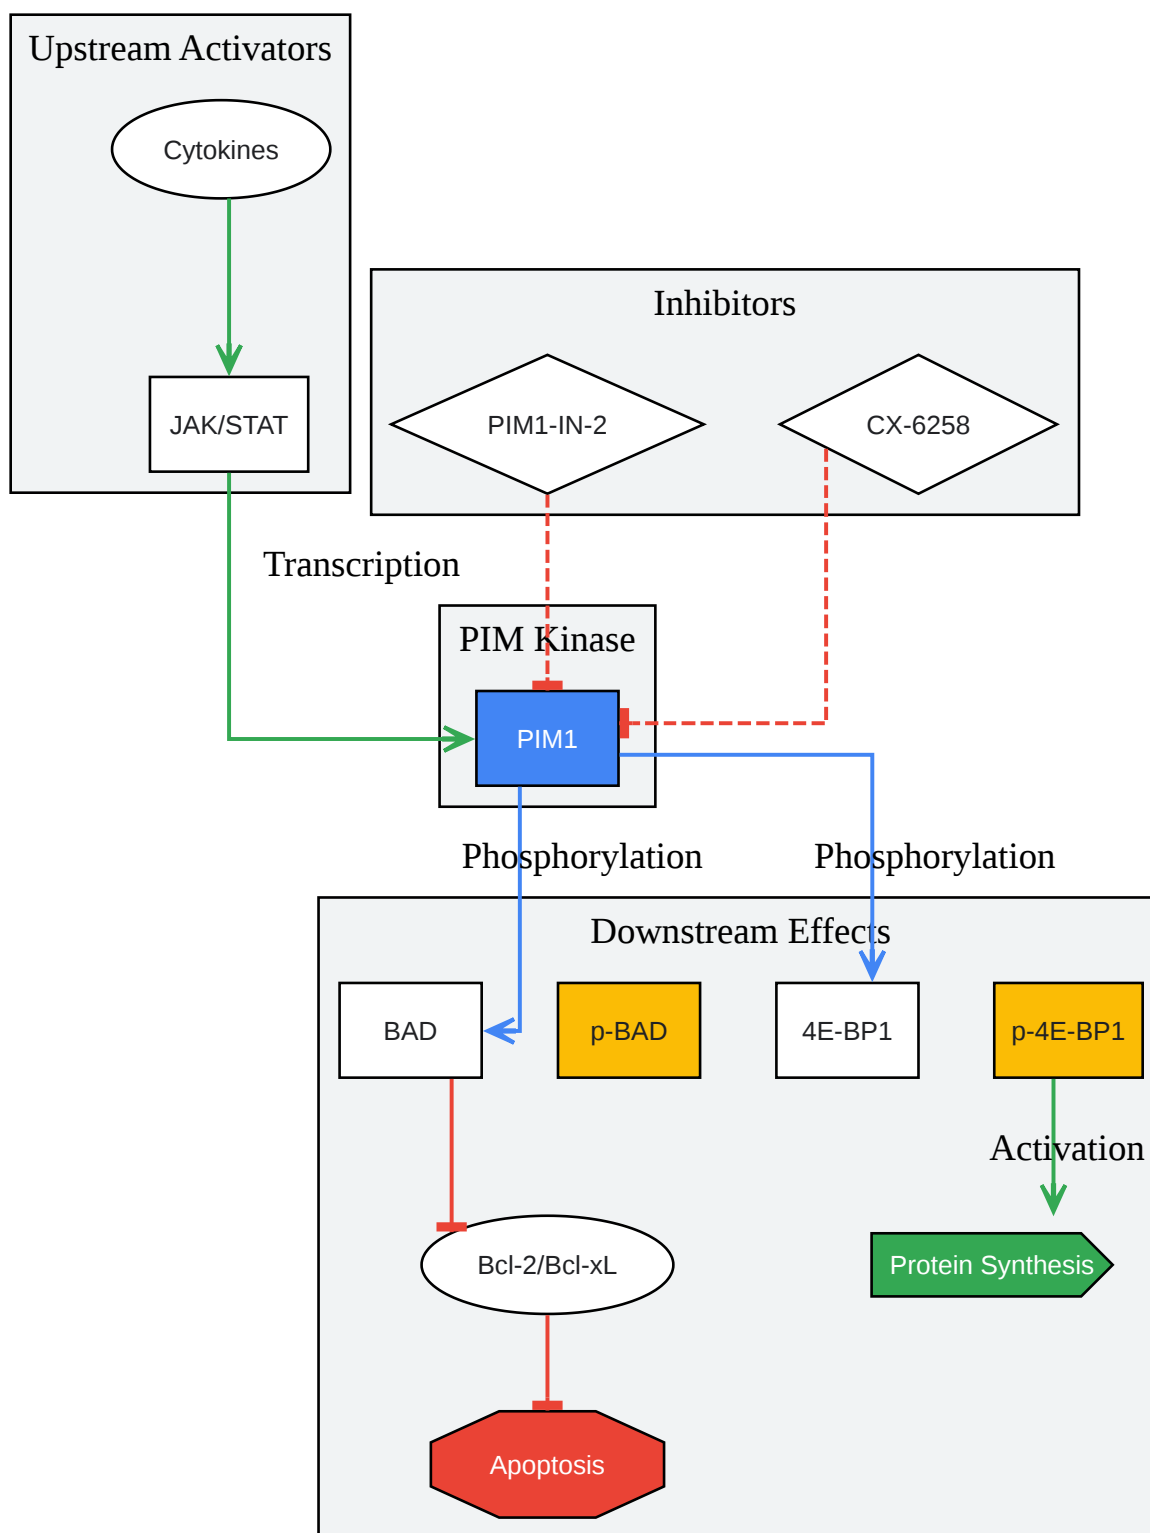 Upstream Activators
Cytokines
Inhibitors
JAK/STAT
PIM1-IN-2
CX-6258
Transcription
PIM Kinase
PIM1
Phosphorylation
Phosphorylation
Downstream Effects
BAD
p-BAD
4E-BP1
p-4E-BP1
Activation
Bcl-2/Bcl-xL
Protein Synthesis
Apoptosis